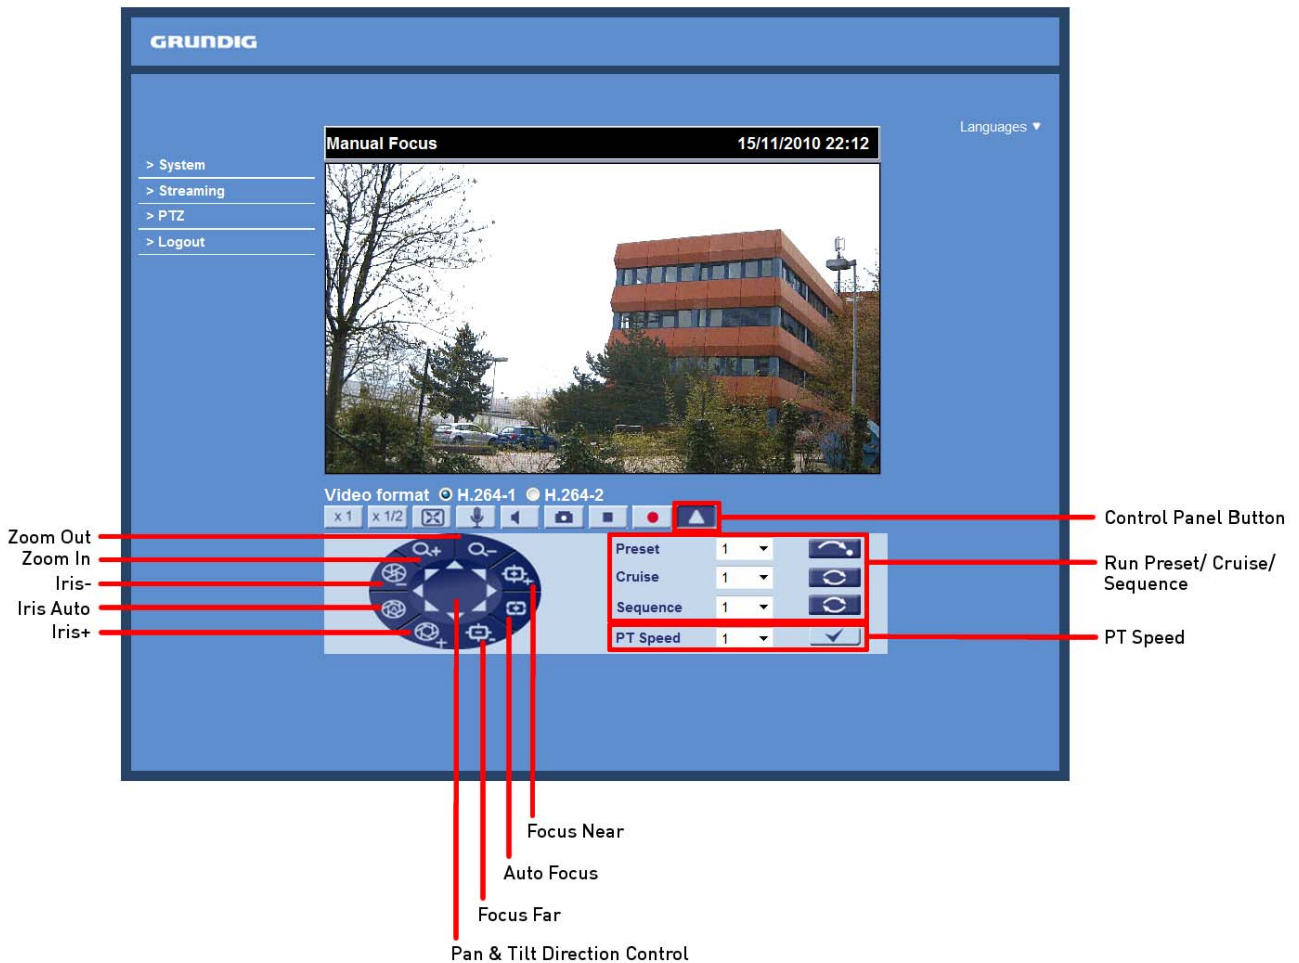 GRUNDIG
Languages
Manual Focus 15/11/2010 22:12
> System
> Streaming
> PTZ
> Logout
Video format H.264-1 H.264-2
x 1 x 1/2
Control Panel Button
Zoom Out
Zoom In
Iris-
Iris Auto
Iris+
Preset 1
Cruise 1
Sequence 1
PT Speed 1
Run Preset/ Cruise/
Sequence
PT Speed
Focus Near
Auto Focus
Focus Far
Pan & Tilt Direction Control